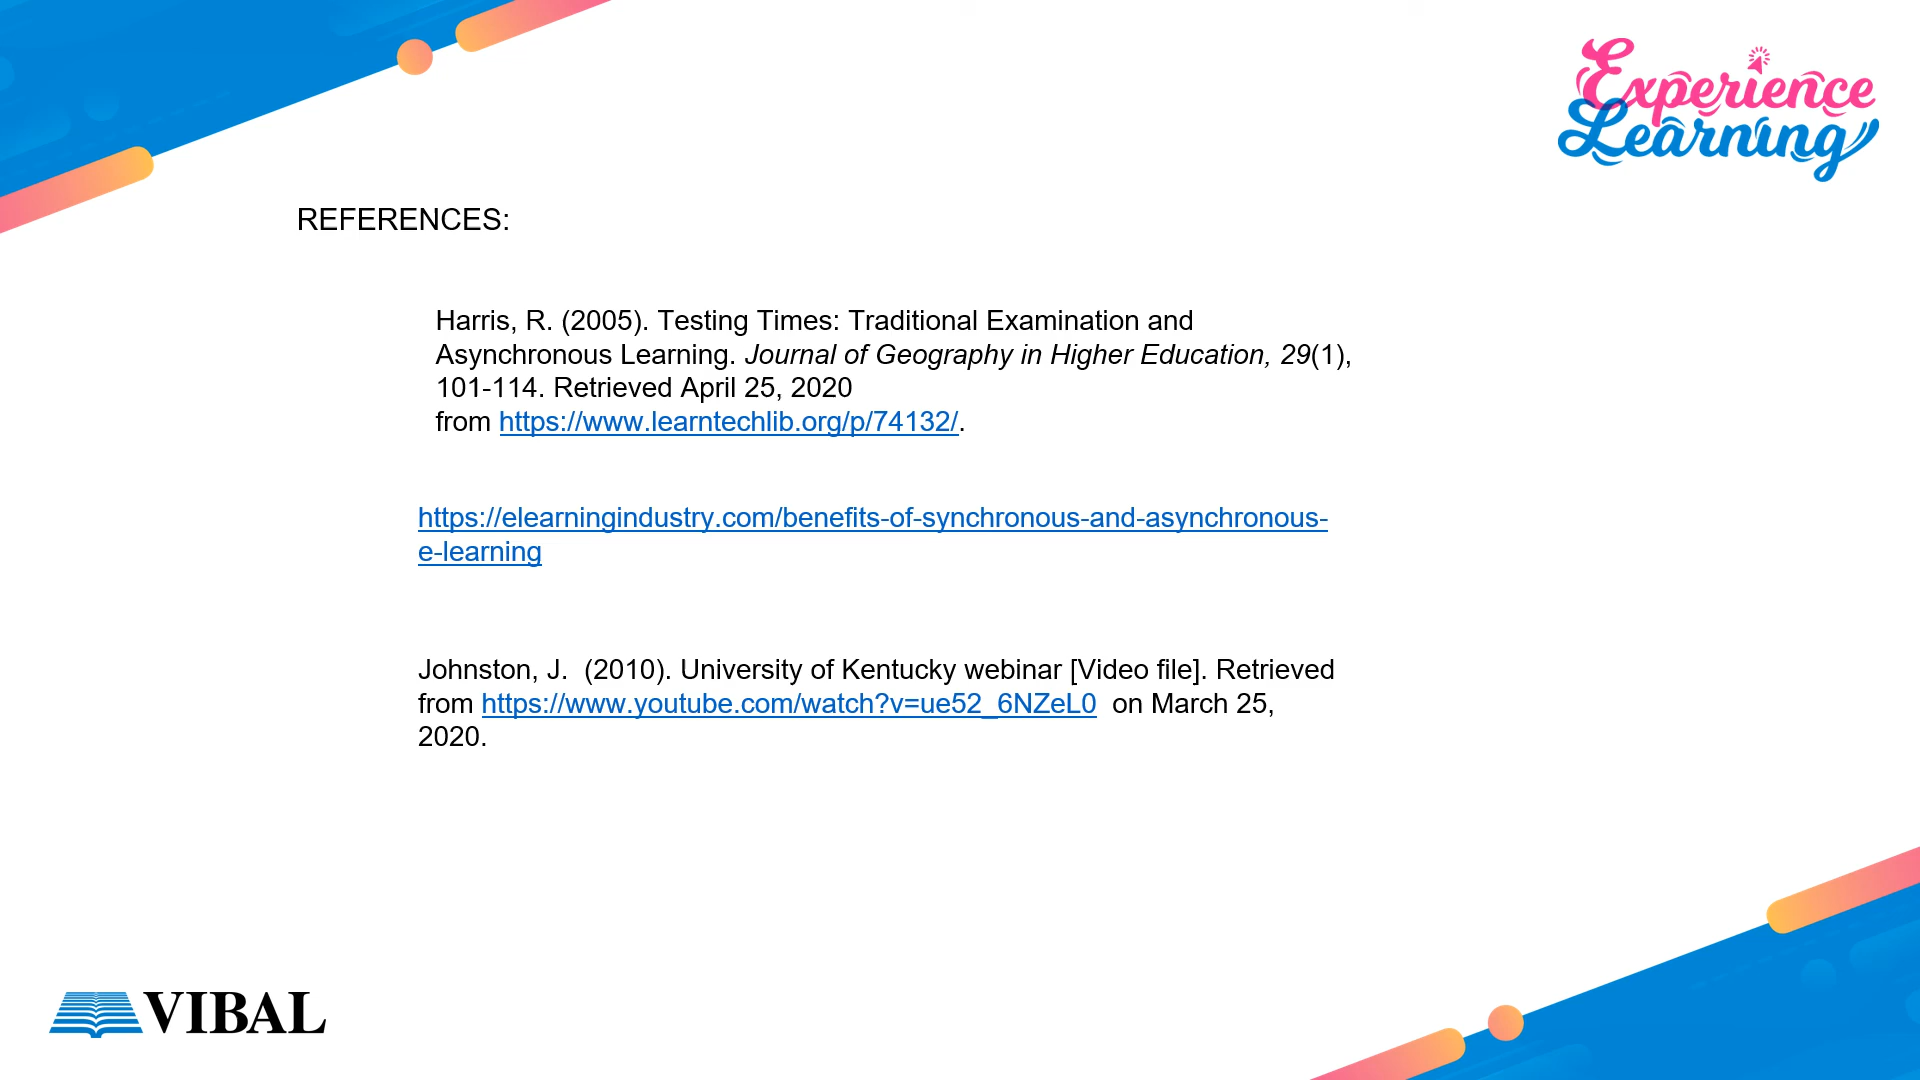 Experience
Learning
REFERENCES:
Harris, R. (2005). Testing Times: Traditional Examination and
Asynchronous Learning. Journal of Geography in Higher Education, 29(1),
101-114. Retrieved April 25, 2020
from https://www.learntechlib.org/p/74132/.
https://elearningindustry.com/benefits-of-synchronous-and-asynchronous-
e-learning
Johnston, J.  (2010). University of Kentucky webinar [Video file]. Retrieved
from https://www.youtube.com/watch?v=ue52_6NZeL0  on March 25,
2020.
VIBAL